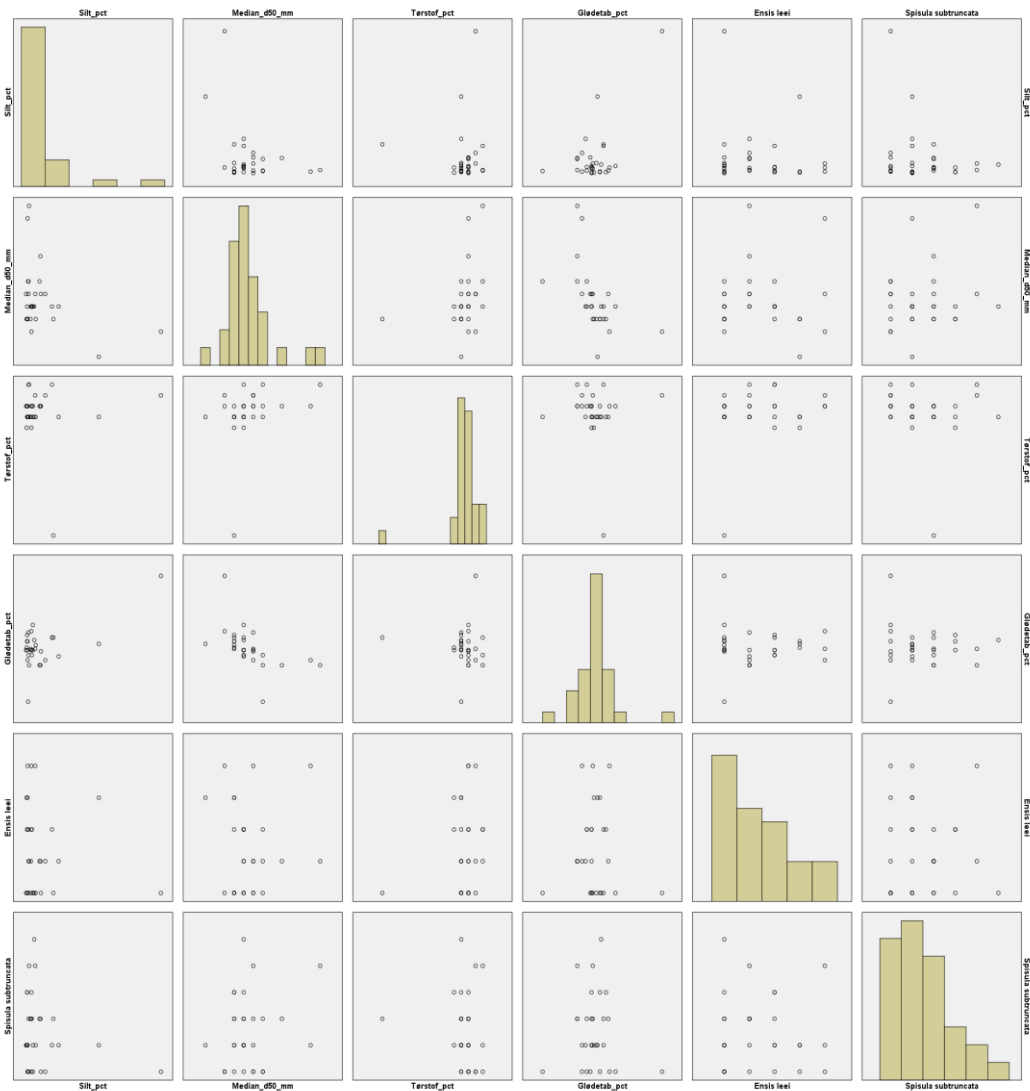 Silt_pct Median_d50_mm Tørstof_pct Glødetab_pct Ensis leei Spisula subtruncata
Silt_pct Silt_pct
Median_d50_mm Median_d50_mm
Tørstof_pct Tørstof_pct
Glødetab_pct Glødetab_pct
Ensis leei Ensis leei
Spisula subtruncata Spisula subtruncata
Silt_pct Median_d50_mm Tørstof_pct Glødetab_pct Ensis leei Spisula subtruncata